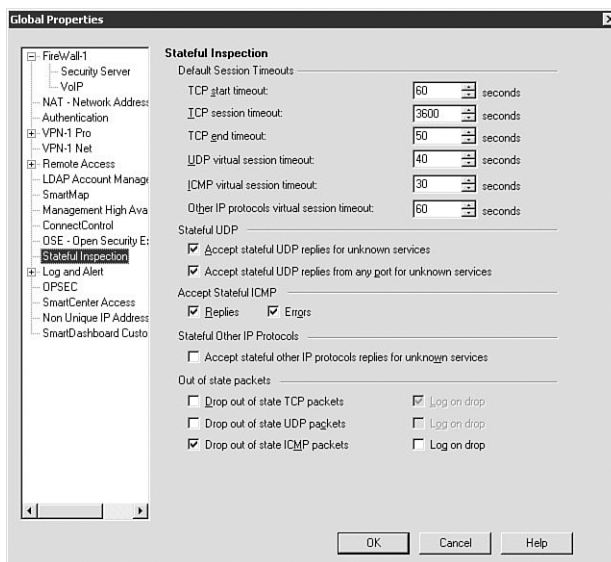 Global Properties
FireWall-1
Security Server
VoIP
NAT - Network Address
Authentication
VPN-1 Pro
VPN-1 Net
Remote Access
LDAP Account Manage
SmartMap
Management High Ava
ConnectControl
OSE - Open Security E
Stateful Inspection
Log and Alert
OPSEC
SmartCenter Access
Non Unique IP Address
SmartDashboard Custo
Stateful Inspection
Default Session Timeouts
TCP start timeout: 60 seconds
TCP session timeout: 3600 seconds
TCP end timeout: 50 seconds
UDP virtual session timeout: 40 seconds
ICMP virtual session timeout: 30 seconds
Other IP protocols virtual session timeout: 60 seconds
Stateful UDP
Accept stateful UDP replies for unknown services
Accept stateful UDP replies from any port for unknown services
Accept Stateful ICMP
Replies Errors
Stateful Other IP Protocols
Accept stateful other IP protocols replies for unknown services
Out of state packets
Drop out of state TCP packets Log on drop
Drop out of state UDP packets Log on drop
Drop out of state ICMP packets Log on drop
OK Cancel Help